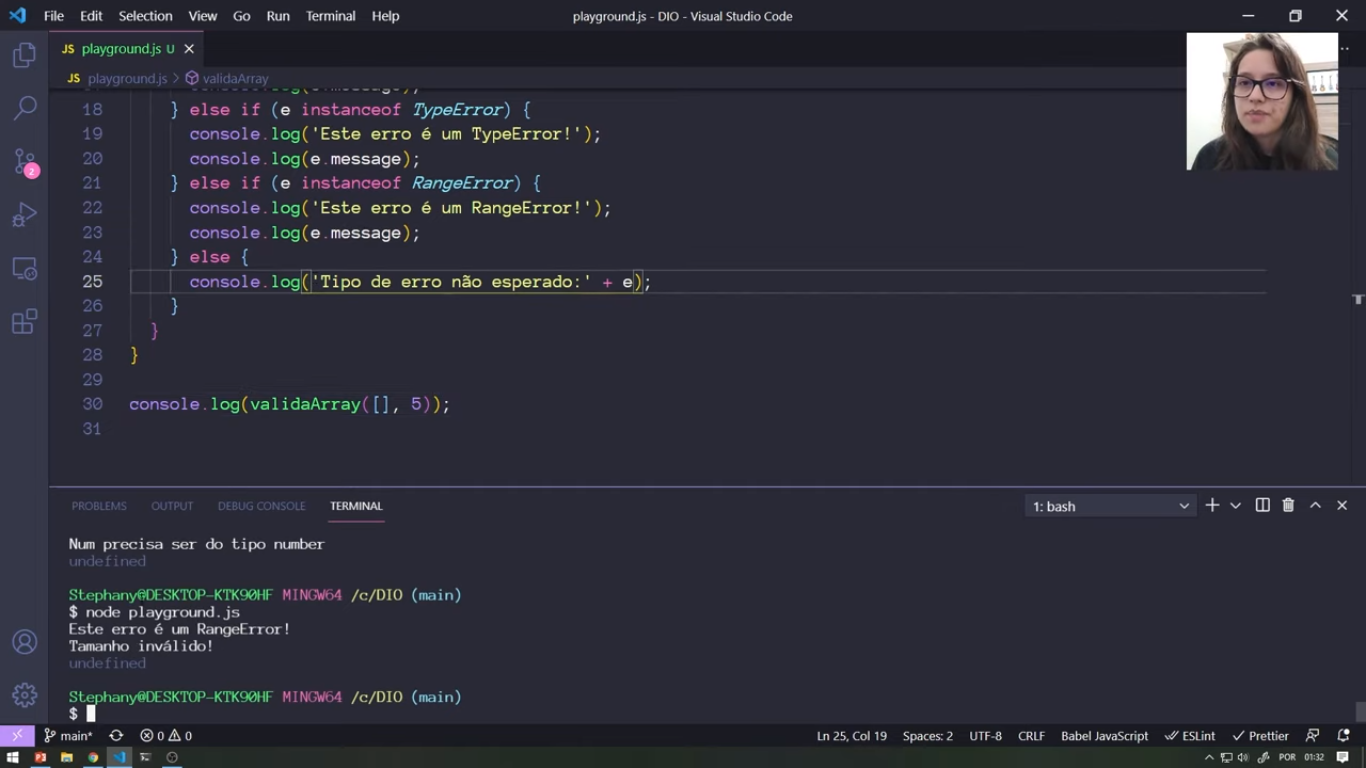 File Edit Selection View Go Run Terminal Help playground.js - DIO - Visual Studio Code
JS playground.js U
JS playground.js > validaArray
18 } else if (e instanceof TypeError) {
19 console.log('Este erro é um TypeError!');
20 console.log(e.message);
21 } else if (e instanceof RangeError) {
22 console.log('Este erro é um RangeError!');
23 console.log(e.message);
24 } else {
25 console.log('Tipo de erro não esperado:' + e);
26 }
27 }
28 }
29
30 console.log(validaArray([], 5));
31
PROBLEMS OUTPUT DEBUG CONSOLE TERMINAL 1: bash
Num precisa ser do tipo number
undefined
Stephany@DESKTOP-KTK90HF MINGW64 /c/DIO (main)
$ node playground.js
Este erro é um RangeError!
Tamanho inválido!
undefined
Stephany@DESKTOP-KTK90HF MINGW64 /c/DIO (main)
$
2
main* 0 0 Ln 25, Col 19 Spaces: 2 UTF-8 CRLF Babel JavaScript ESLint Prettier
POR 01:32